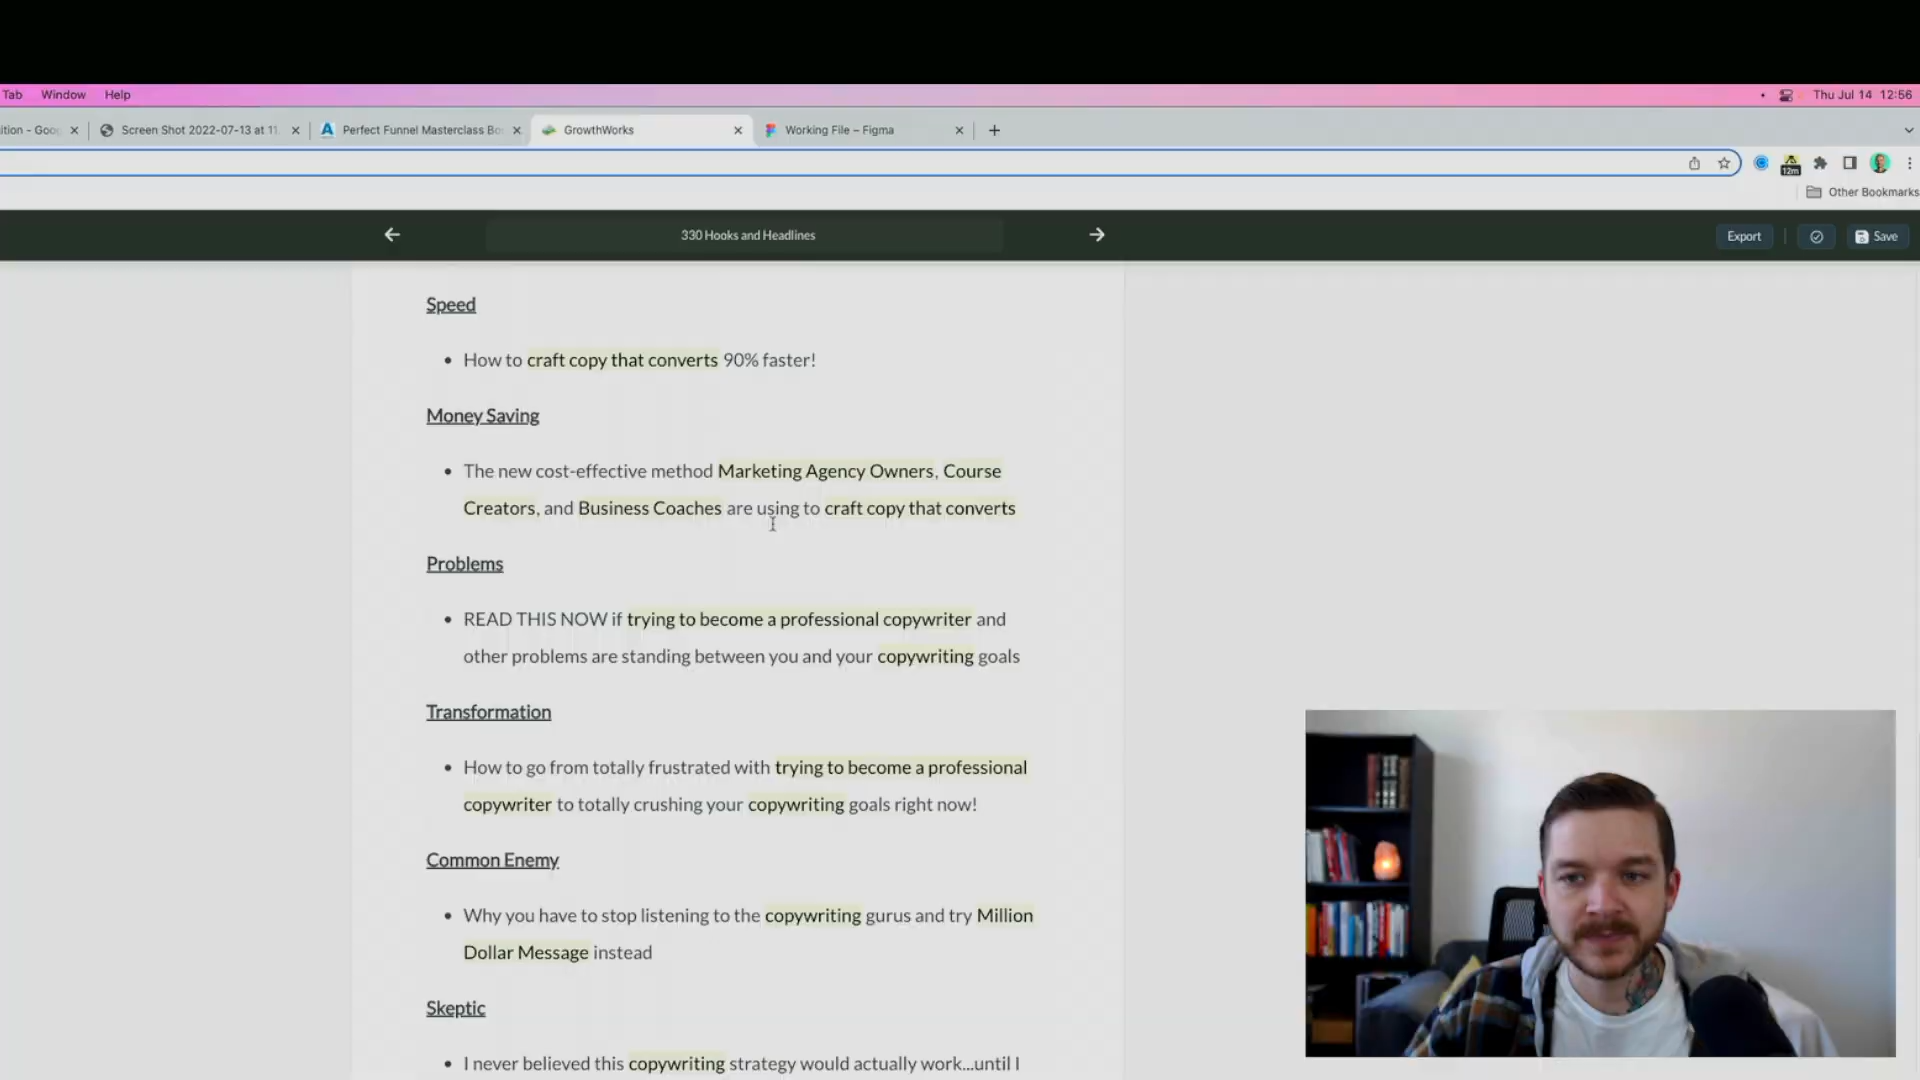 Tab Window Help Thu Jul 14 12:56
ition - Goo Screen Shot 2022-07-13 at 11 Perfect Funnel Masterclass Bo GrowthWorks Working File – Figma
12m
Other Bookmarks
330 Hooks and Headlines Export Save
Speed
• How to craft copy that converts 90% faster!
Money Saving
• The new cost-effective method Marketing Agency Owners, Course
Creators, and Business Coaches are using to craft copy that converts
Problems
• READ THIS NOW if trying to become a professional copywriter and
other problems are standing between you and your copywriting goals
Transformation
• How to go from totally frustrated with trying to become a professional
copywriter to totally crushing your copywriting goals right now!
Common Enemy
• Why you have to stop listening to the copywriting gurus and try Million
Dollar Message instead
Skeptic
• I never believed this copywriting strategy would actually work...until I